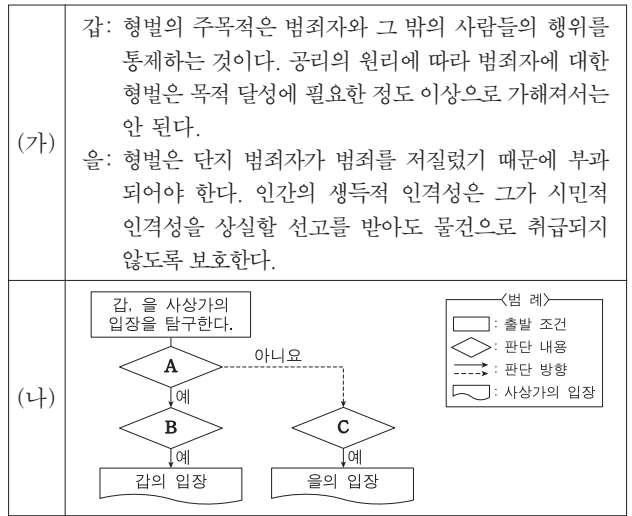 (가)
갑: 형벌의 주목적은 범죄자와 그 밖의 사람들의 행위를
통제하는 것이다. 공리의 원리에 따라 범죄자에 대한
형벌은 목적 달성에 필요한 정도 이상으로 가해져서는
안 된다.
을: 형벌은 단지 범죄자가 범죄를 저질렀기 때문에 부과
되어야 한다. 인간의 생득적 인격성은 그가 시민적
인격성을 상실할 선고를 받아도 물건으로 취급되지
않도록 보호한다.
(나)
갑, 을 사상가의
입장을 탐구한다.
A
아니요
예
B
C
예
예
갑의 입장
을의 입장
<범 례>
: 출발 조건
: 판단 내용
: 판단 방향
: 사상가의 입장